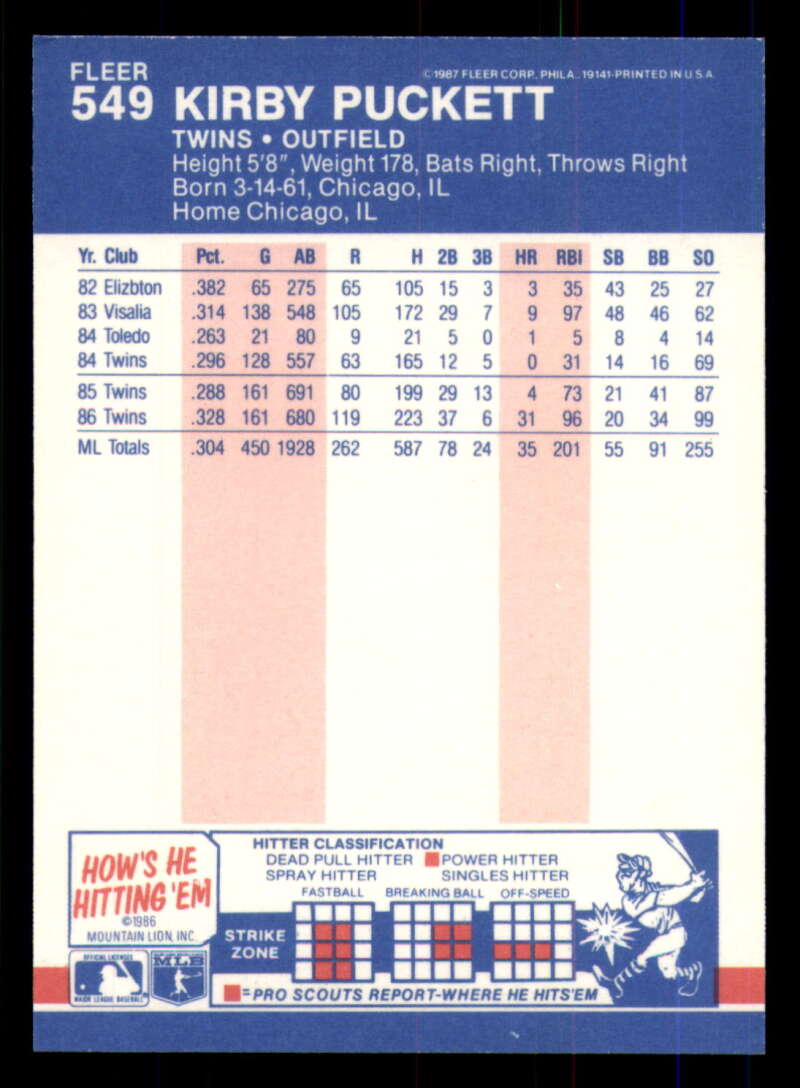 FLEER
©1987 FLEER CORP., PHILA., 19141-PRINTED IN U.S.A.
549 KIRBY PUCKETT
TWINS • OUTFIELD
Height 5'8", Weight 178, Bats Right, Throws Right
Born 3-14-61, Chicago, IL
Home Chicago, IL
Yr. Club Pct. G AB R H 2B 3B HR RBI SB BB SO
82 Elizbton .382 65 275 65 105 15 3 3 35 43 25 27
83 Visalia .314 138 548 105 172 29 7 9 97 48 46 62
84 Toledo .263 21 80 9 21 5 0 1 5 8 4 14
84 Twins .296 128 557 63 165 12 5 0 31 14 16 69
85 Twins .288 161 691 80 199 29 13 4 73 21 41 87
86 Twins .328 161 680 119 223 37 6 31 96 20 34 99
ML Totals .304 450 1928 262 587 78 24 35 201 55 91 255
HOW'S HE
HITTING 'EM
©1986
MOUNTAIN LION, INC.
OFFICIAL LICENSEE
MAJOR LEAGUE BASEBALL
MLB
HITTER CLASSIFICATION
DEAD PULL HITTER POWER HITTER
SPRAY HITTER SINGLES HITTER
FASTBALL BREAKING BALL OFF-SPEED
STRIKE
ZONE
=PRO SCOUTS REPORT-WHERE HE HITS 'EM